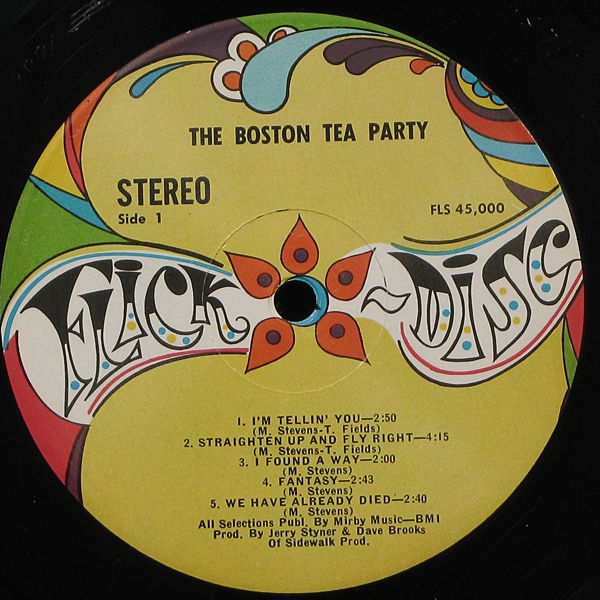 THE BOSTON TEA PARTY
STEREO
Side 1
FLS 45,000
FLICK-DISC
1. I'M TELLIN' YOU—2:50
(M. Stevens-T. Fields)
2. STRAIGHTEN UP AND FLY RIGHT—4:15
(M. Stevens-T. Fields)
3. I FOUND A WAY—2:00
(M. Stevens)
4. FANTASY—2:43
(M. Stevens)
5. WE HAVE ALREADY DIED—2:40
(M. Stevens)
All Selections Publ. By Mirby Music—BMI
Prod. By Jerry Styner & Dave Brooks
Of Sidewalk Prod.